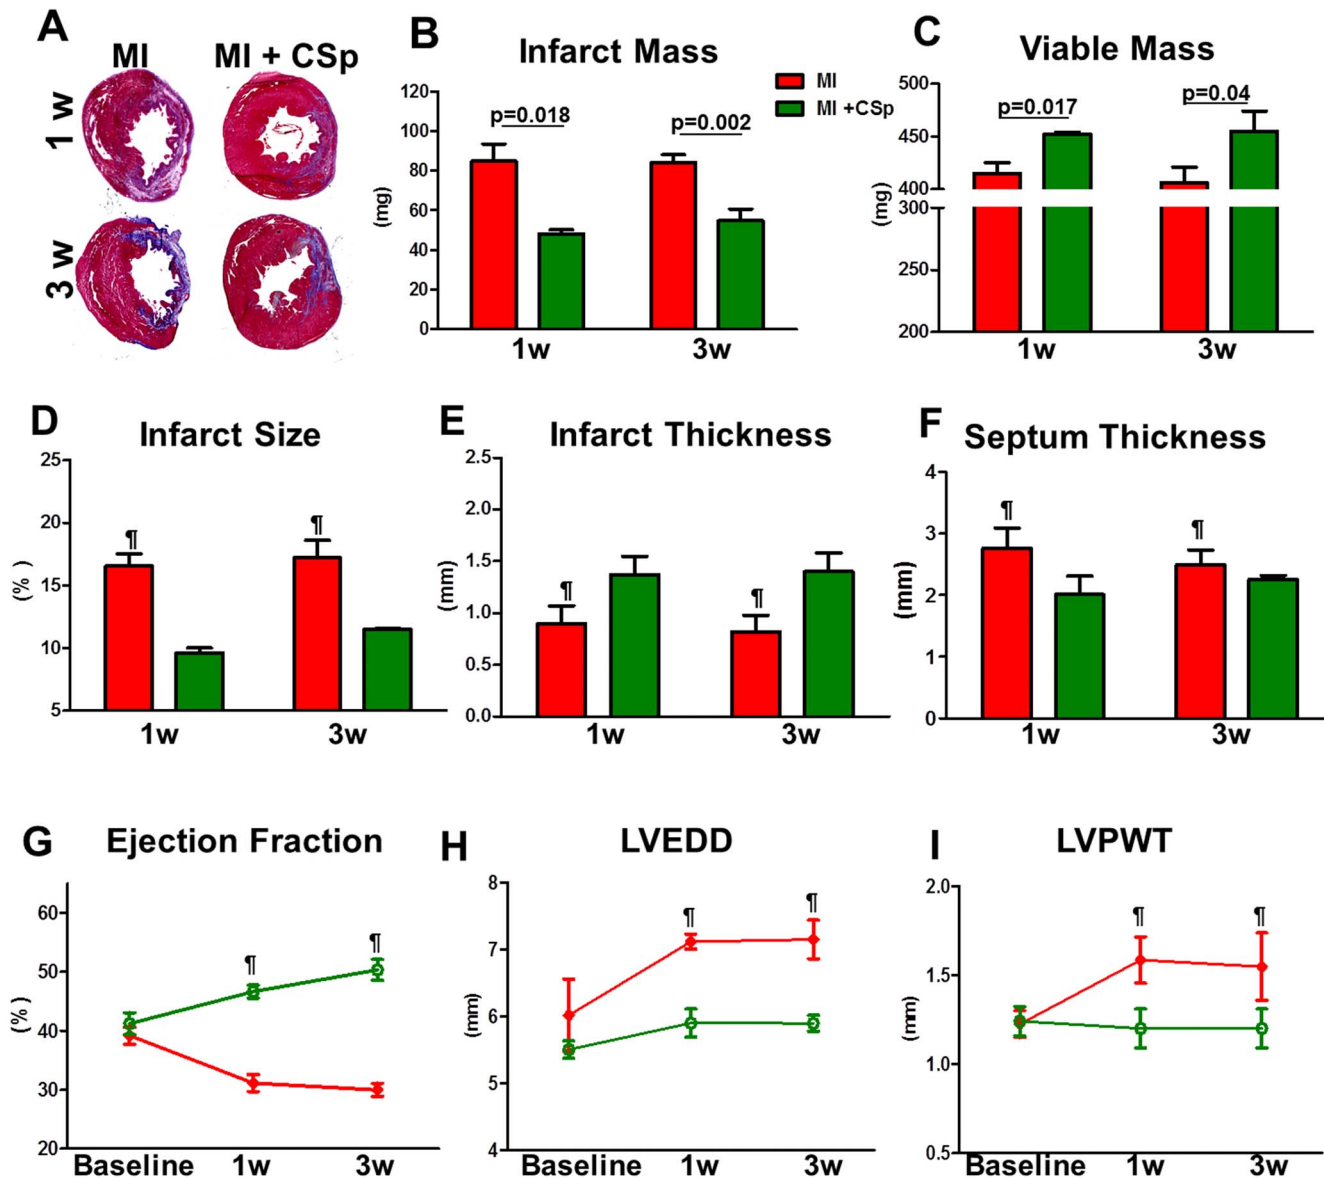 A
MI
MI + CSp
1 w
3 w
B
Infarct Mass
MI
MI +CSp
p=0.018
p=0.002
(mg)
120
100
80
60
40
20
0
1w
3w
C
Viable Mass
p=0.017
p=0.04
(mg)
500
450
400
300
250
200
1w
3w
D
Infarct Size
(%)
25
20
15
10
5
¶
¶
1w
3w
E
Infarct Thickness
(mm)
2.5
2.0
1.5
1.0
0.5
0.0
¶
¶
1w
3w
F
Septum Thickness
(mm)
4
3
2
1
0
¶
¶
1w
3w
G
Ejection Fraction
(%)
60
50
40
30
20
¶
¶
Baseline
1w
3w
H
LVEDD
(mm)
8
7
6
5
4
¶
¶
Baseline
1w
3w
I
LVPWT
(mm)
2.0
1.5
1.0
0.5
¶
¶
Baseline
1w
3w